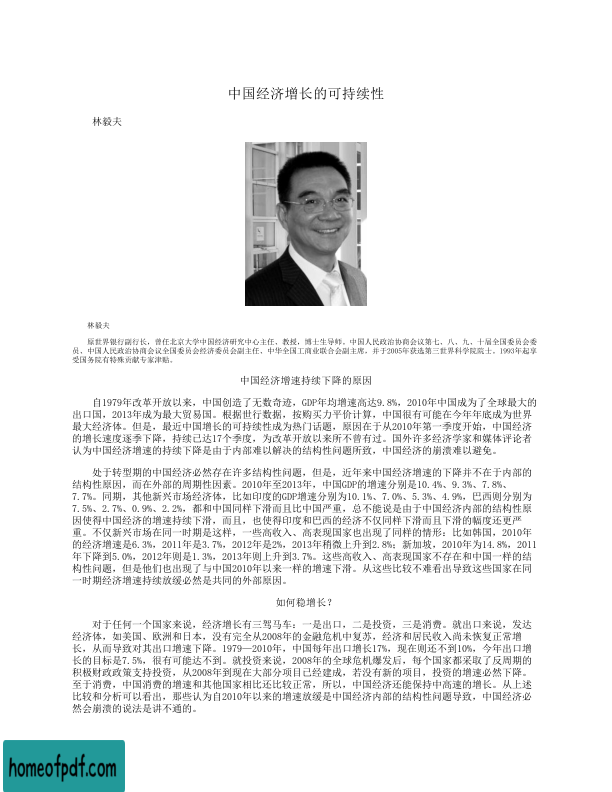 中国经济增长的可持续性
林毅夫
林毅夫
原世界银行副行长，曾任北京大学中国经济研究中心主任、教授，博士生导师。中国人民政治协商会议第七、八、九、十届全国委员会委
员、中国人民政治协商会议全国委员会经济委员会副主任、中华全国工商业联合会副主席，并于2005年获选第三世界科学院院士。1993年起享
受国务院有特殊贡献专家津贴。
中国经济增速持续下降的原因
自1979年改革开放以来，中国创造了无数奇迹，GDP年均增速高达9.8%，2010年中国成为了全球最大的
出口国，2013年成为最大贸易国。根据世行数据，按购买力平价计算，中国很有可能在今年年底成为世界
最大经济体。但是，最近中国增长的可持续性成为热门话题，原因在于从2010年第一季度开始，中国经济
的增长速度逐季下降，持续已达17个季度，为改革开放以来所不曾有过。国外许多经济学家和媒体评论者
认为中国经济增速的持续下降是由于内部难以解决的结构性问题所致，中国经济的崩溃难以避免。
处于转型期的中国经济必然存在许多结构性问题，但是，近年来中国经济增速的下降并不在于内部的
结构性原因，而在外部的周期性因素。2010年至2013年，中国GDP的增速分别是10.4%、9.3%、7.8%、
7.7%。同期，其他新兴市场经济体，比如印度的GDP增速分别为10.1%、7.0%、5.3%、4.9%，巴西则分别为
7.5%、2.7%、0.9%、2.2%，都和中国同样下滑而且比中国严重，总不能说是由于中国经济内部的结构性原
因使得中国经济的增速持续下滑，而且，也使得印度和巴西的经济不仅同样下滑而且下滑的幅度还更严
重。不仅新兴市场在同一时期是这样，一些高收入、高表现国家也出现了同样的情形：比如韩国，2010年
的经济增速是6.3%，2011年是3.7%，2012年是2%，2013年稍微上升到2.8%；新加坡，2010年为14.8%，2011
年下降到5.0%，2012年则是1.3%，2013年则上升到3.7%。这些高收入、高表现国家不存在和中国一样的结
构性问题，但是他们也出现了与中国2010年以来一样的增速下滑。从这些比较不难看出导致这些国家在同
一时期经济增速持续放缓必然是共同的外部原因。
如何稳增长？
对于任何一个国家来说，经济增长有三驾马车：一是出口，二是投资，三是消费。就出口来说，发达
经济体，如美国、欧洲和日本，没有完全从2008年的金融危机中复苏，经济和居民收入尚未恢复正常增
长，从而导致对其出口增速下降。1979—2010年，中国每年出口增长17%，现在则还不到10%，今年出口增
长的目标是7.5%，很有可能达不到。就投资来说，2008年的全球危机爆发后，每个国家都采取了反周期的
积极财政政策支持投资，从2008年到现在大部分项目已经建成，若没有新的项目，投资的增速必然下降。
至于消费，中国消费的增速和其他国家相比还比较正常，所以，中国经济还能保持中高速的增长。从上述
比较和分析可以看出，那些认为自2010年以来的增速放缓是中国经济内部的结构性问题导致，中国经济必
然会崩溃的说法是讲不通的。
homeofpdf.com